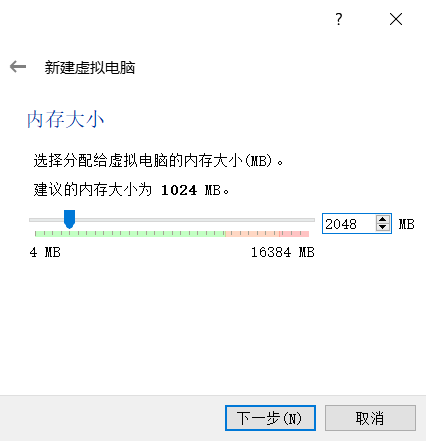 ?
新建虚拟电脑
内存大小
选择分配给虚拟电脑的内存大小(MB)。
建议的内存大小为 1024 MB。
2048 MB
4 MB 16384 MB
下一步(N) 取消